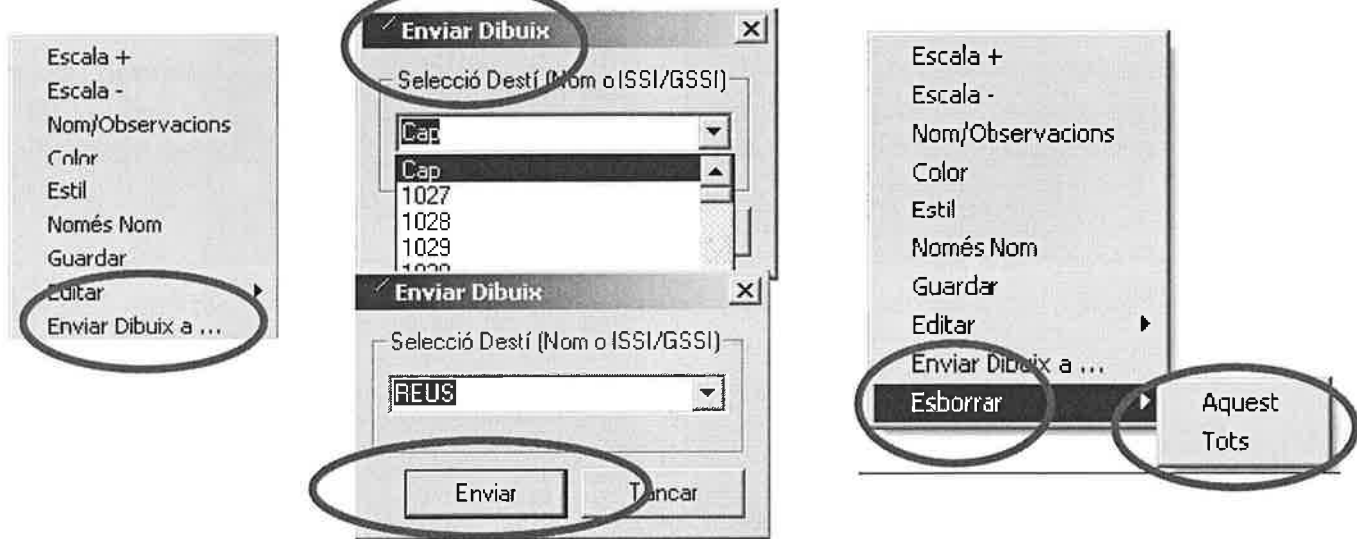 Escala +
Escala -
Nom/Observacions
Color
Estil
Només Nom
Guardar
Editar
Enviar Dibuix a ...
Enviar Dibuix
Selecció Destí (Nom o ISSI/GSSI)
Cap
Cap
1027
1028
1029
Enviar Dibuix
Selecció Destí (Nom o ISSI/GSSI)
REUS
Enviar
Tancar
Escala +
Escala -
Nom/Observacions
Color
Estil
Només Nom
Guardar
Editar
Enviar Dibuix a ...
Esborrar
Aquest
Tots